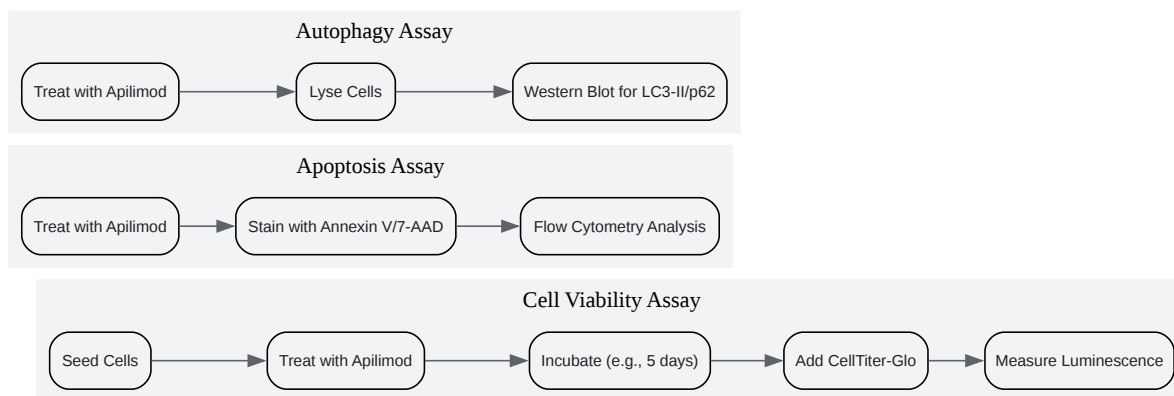 Autophagy Assay
Treat with Apilimod
Lyse Cells
Western Blot for LC3-II/p62
Apoptosis Assay
Treat with Apilimod
Stain with Annexin V/7-AAD
Flow Cytometry Analysis
Cell Viability Assay
Seed Cells
Treat with Apilimod
Incubate (e.g., 5 days)
Add CellTiter-Glo
Measure Luminescence